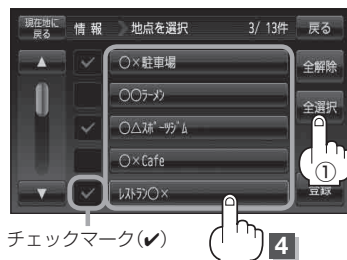 現在地に
戻る
情報
地点を選択
3/ 13件
戻る
▲
✓
○×駐車場
全解除
○○ラーメン
全選択
✓
○△スポーツジム
①
○×Cafe
▼
✓
レストラン○×
登録
チェックマーク(✔)
4